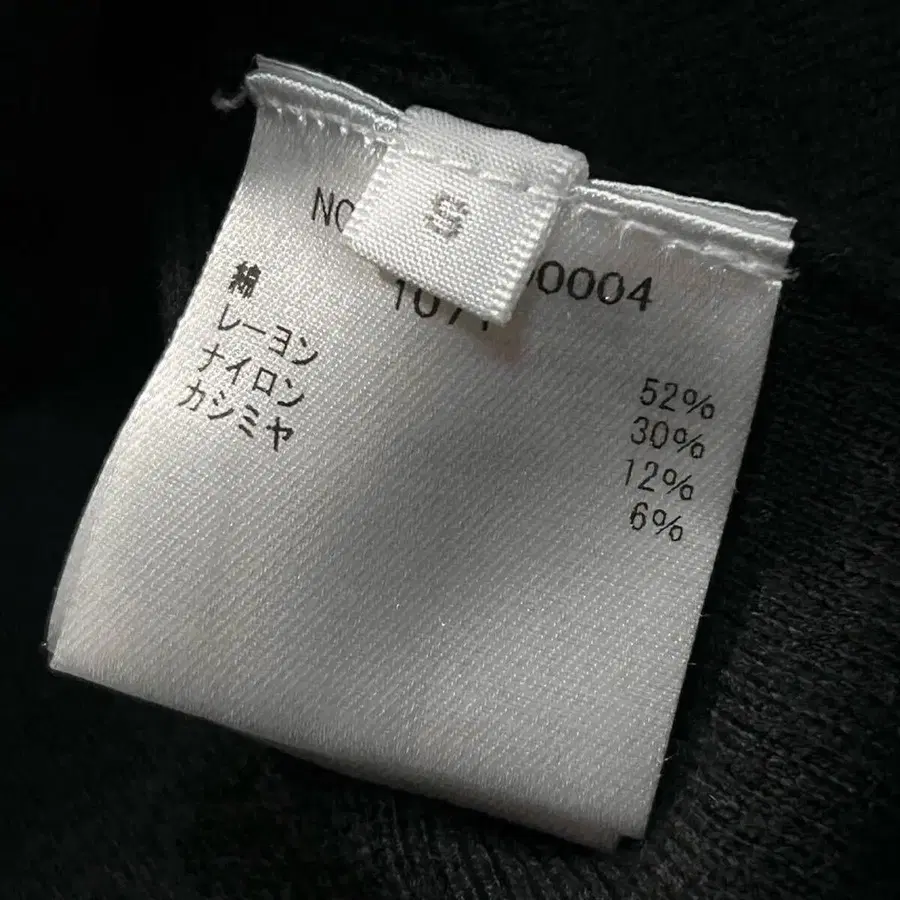 S
NO
0004
綿 52%
レーヨン 30%
ナイロン 12%
カシミヤ 6%